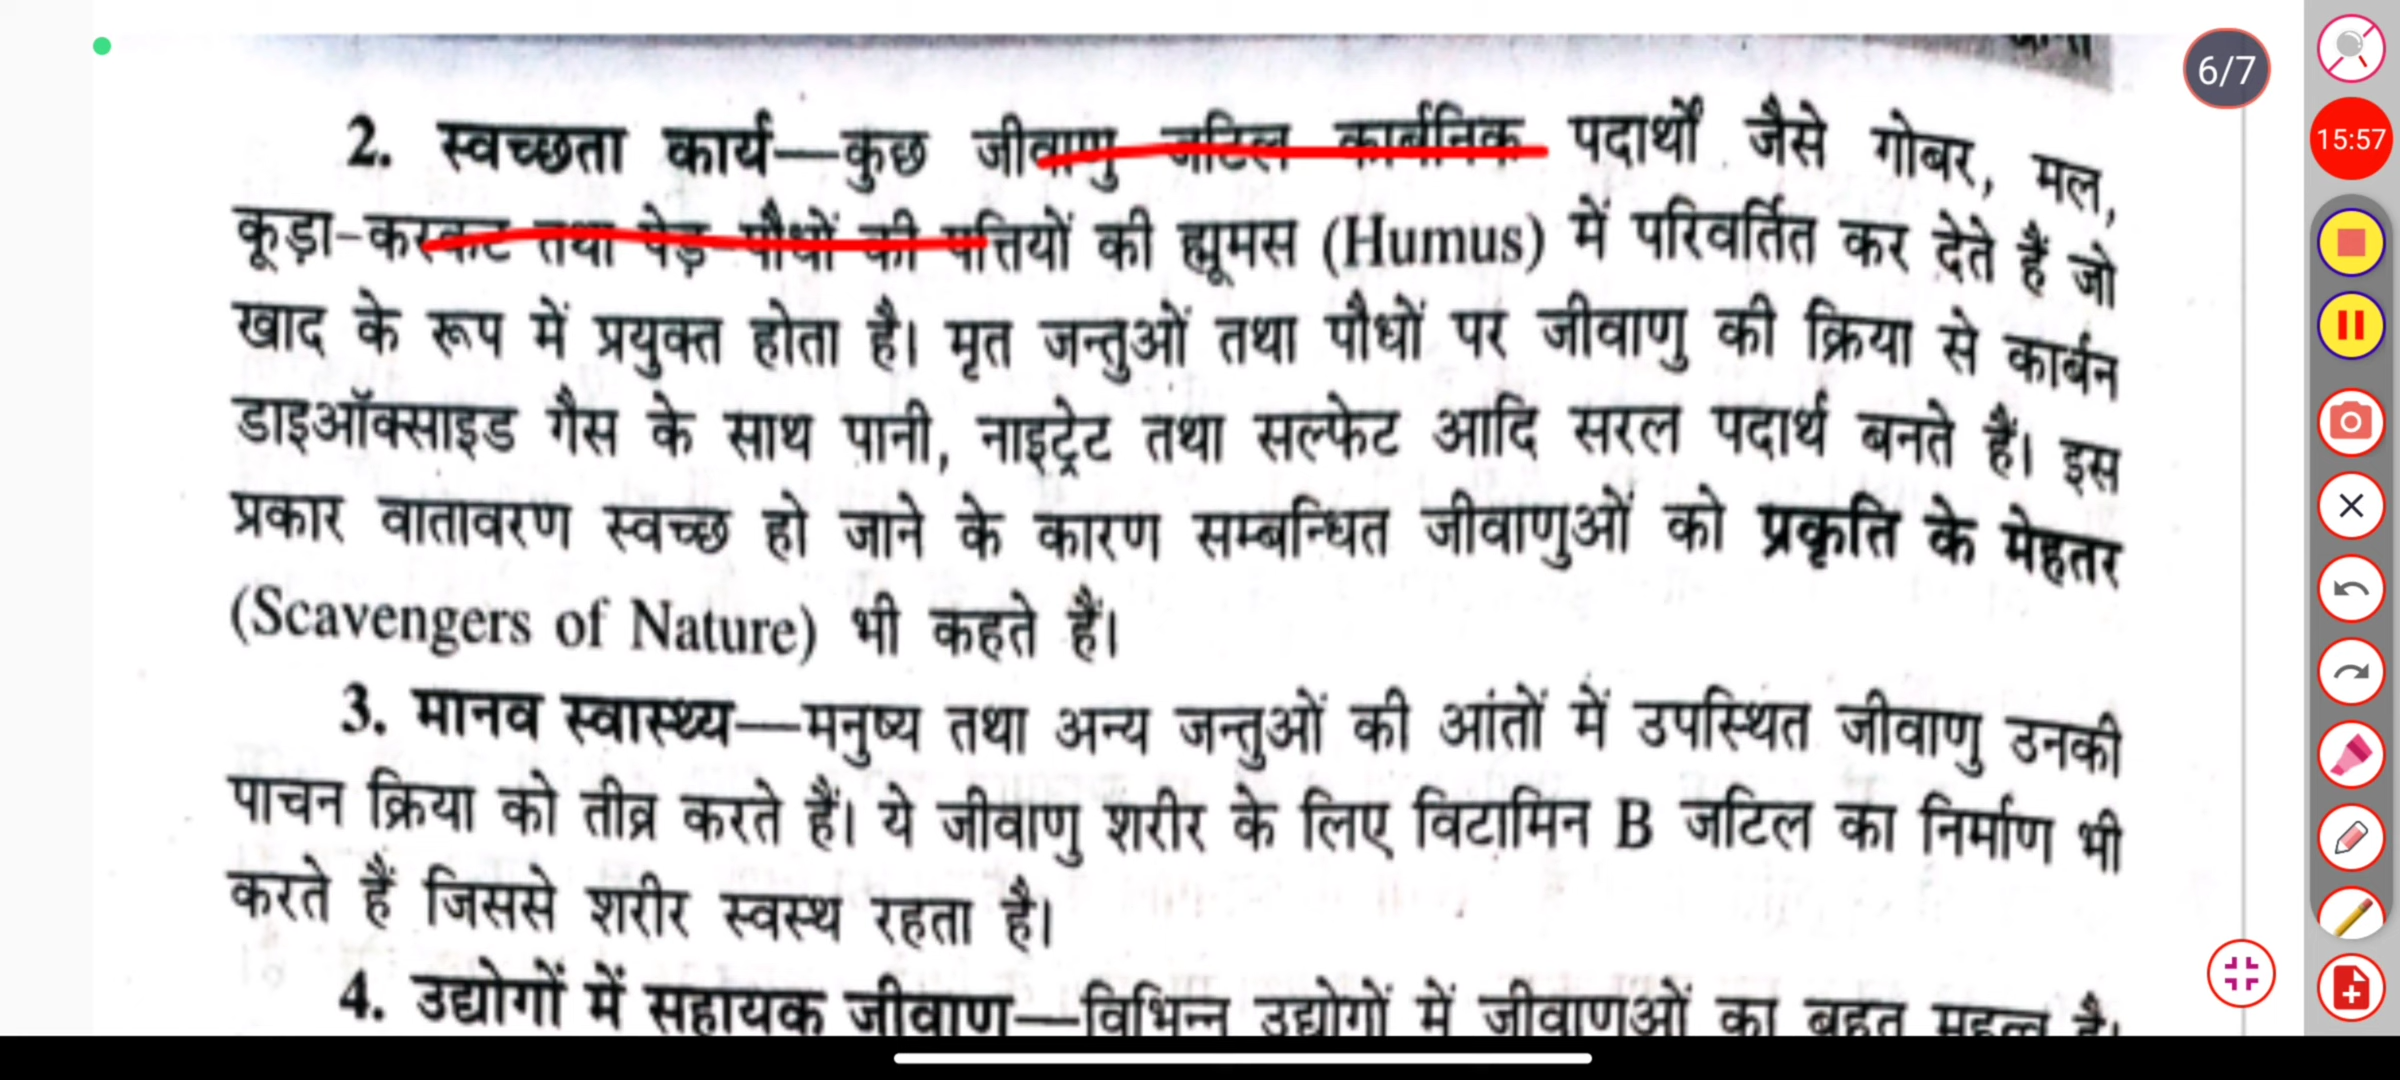 6/7
15:57
2. स्वच्छता कार्य—कुछ जीवाणु जटिल कार्बनिक पदार्थों जैसे गोबर, मल,
कूड़ा-करकट तथा पेड़ पौधों की पत्तियों की ह्यूमस (Humus) में परिवर्तित कर देते हैं जो
खाद के रूप में प्रयुक्त होता है। मृत जन्तुओं तथा पौधों पर जीवाणु की क्रिया से कार्बन
डाइऑक्साइड गैस के साथ पानी, नाइट्रेट तथा सल्फेट आदि सरल पदार्थ बनते हैं। इस
प्रकार वातावरण स्वच्छ हो जाने के कारण सम्बन्धित जीवाणुओं को प्रकृति के मेहतर
(Scavengers of Nature) भी कहते हैं।
3. मानव स्वास्थ्य—मनुष्य तथा अन्य जन्तुओं की आंतों में उपस्थित जीवाणु उनकी
पाचन क्रिया को तीव्र करते हैं। ये जीवाणु शरीर के लिए विटामिन B जटिल का निर्माण भी
करते हैं जिससे शरीर स्वस्थ रहता है।
4. उद्योगों में सहायक जीवाणु—विभिन्न उद्योगों में जीवाणुओं का बहुत महत्व है।